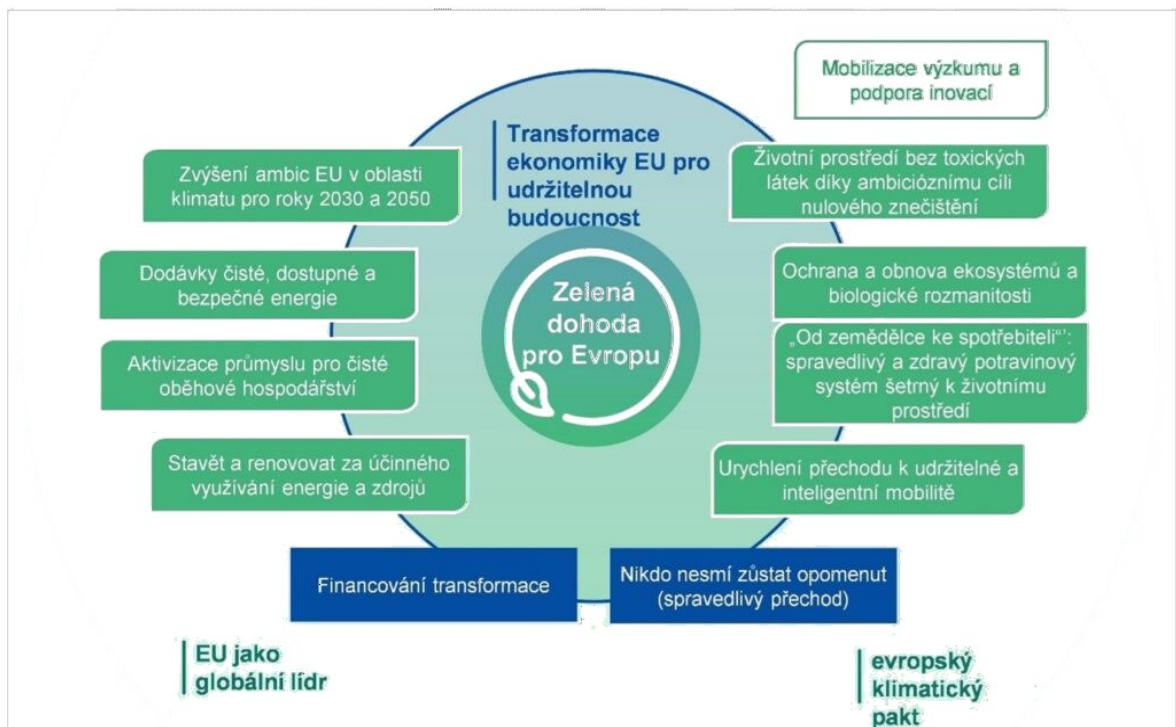 Mobilizace výzkumu a
podpora inovací
Transformace
ekonomiky EU pro
udržitelnou
budoucnost
Zvýšení ambic EU v oblasti
klimatu pro roky 2030 a 2050
Životní prostředí bez toxických
látek díky ambicióznímu cíli
nulového znečištění
Dodávky čisté, dostupné a
bezpečné energie
Ochrana a obnova ekosystémů a
biologické rozmanitosti
Zelená
dohoda
pro Evropu
Aktivizace průmyslu pro čisté
oběhové hospodářství
„Od zemědělce ke spotřebiteli“':
spravedlivý a zdravý potravinový
systém šetrný k životnímu
prostředí
Stavět a renovovat za účinného
využívání energie a zdrojů
Urychlení přechodu k udržitelné a
inteligentní mobilitě
Financování transformace
Nikdo nesmí zůstat opomenut
(spravedlivý přechod)
EU jako
globální lídr
evropský
klimatický
pakt